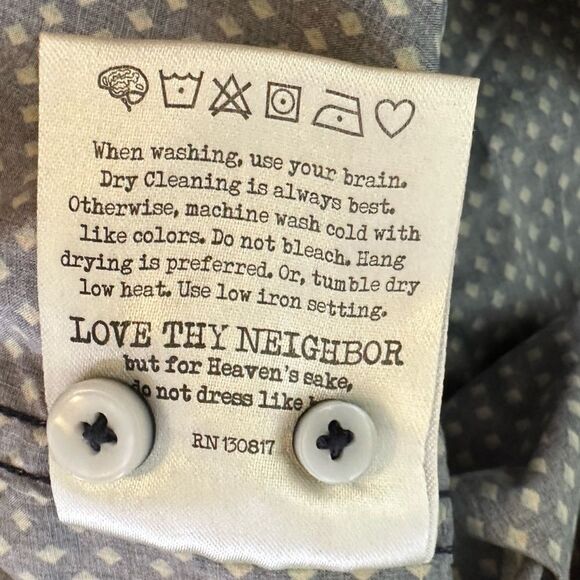 When washing, use your brain.
Dry Cleaning is always best.
Otherwise, machine wash cold with
like colors. Do not bleach. Hang
drying is preferred. Or, tumble dry
low heat. Use low iron setting.
LOVE THY NEIGHBOR
but for Heaven's sake,
do not dress like
RN 130817